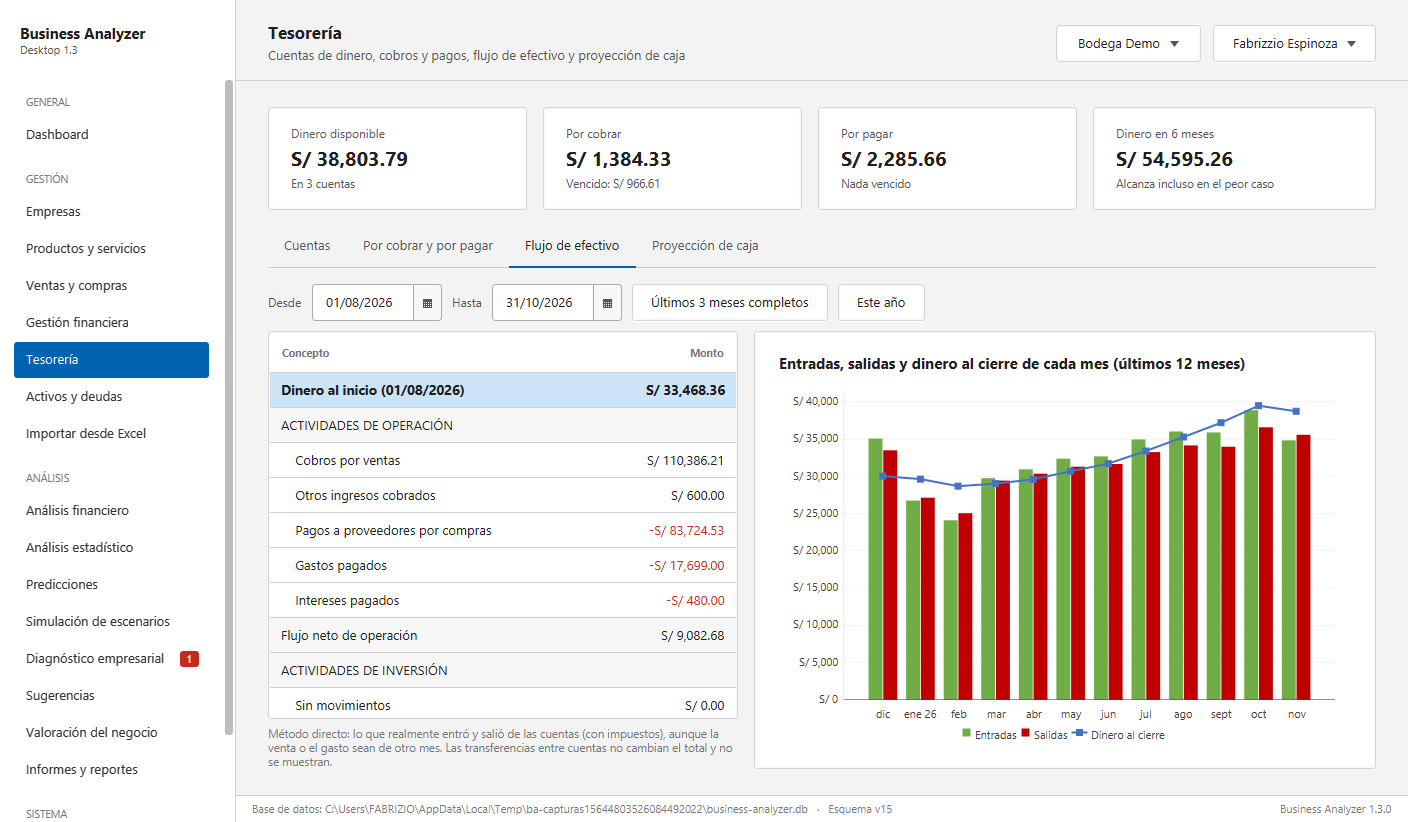 Business Analyzer
Desktop 1.3
GENERAL
Dashboard
GESTIÓN
Empresas
Productos y servicios
Ventas y compras
Gestión financiera
Tesorería
Activos y deudas
Importar desde Excel
ANÁLISIS
Análisis financiero
Análisis estadístico
Predicciones
Simulación de escenarios
Diagnóstico empresarial 1
Sugerencias
Valoración del negocio
Informes y reportes
SISTEMA
Tesorería
Cuentas de dinero, cobros y pagos, flujo de efectivo y proyección de caja
Bodega Demo
Fabrizzio Espinoza
Dinero disponible
S/ 38,803.79
En 3 cuentas
Por cobrar
S/ 1,384.33
Vencido: S/ 966.61
Por pagar
S/ 2,285.66
Nada vencido
Dinero en 6 meses
S/ 54,595.26
Alcanza incluso en el peor caso
Cuentas Por cobrar y por pagar Flujo de efectivo Proyección de caja
Desde 01/08/2026 Hasta 31/10/2026 Últimos 3 meses completos Este año
Concepto Monto
Dinero al inicio (01/08/2026) S/ 33,468.36
ACTIVIDADES DE OPERACIÓN
Cobros por ventas S/ 110,386.21
Otros ingresos cobrados S/ 600.00
Pagos a proveedores por compras -S/ 83,724.53
Gastos pagados -S/ 17,699.00
Intereses pagados -S/ 480.00
Flujo neto de operación S/ 9,082.68
ACTIVIDADES DE INVERSIÓN
Sin movimientos S/ 0.00
Método directo: lo que realmente entró y salió de las cuentas (con impuestos), aunque la
venta o el gasto sean de otro mes. Las transferencias entre cuentas no cambian el total y no
se muestran.
Entradas, salidas y dinero al cierre de cada mes (últimos 12 meses)
S/ 40,000
S/ 35,000
S/ 30,000
S/ 25,000
S/ 20,000
S/ 15,000
S/ 10,000
S/ 5,000
S/ 0
dic ene 26 feb mar abr may jun jul ago sept oct nov
Entradas Salidas Dinero al cierre
Base de datos: C:\Users\FABRIZIO\AppData\Local\Temp\ba-capturas15644803526084492022\business-analyzer.db · Esquema v15
Business Analyzer 1.3.0